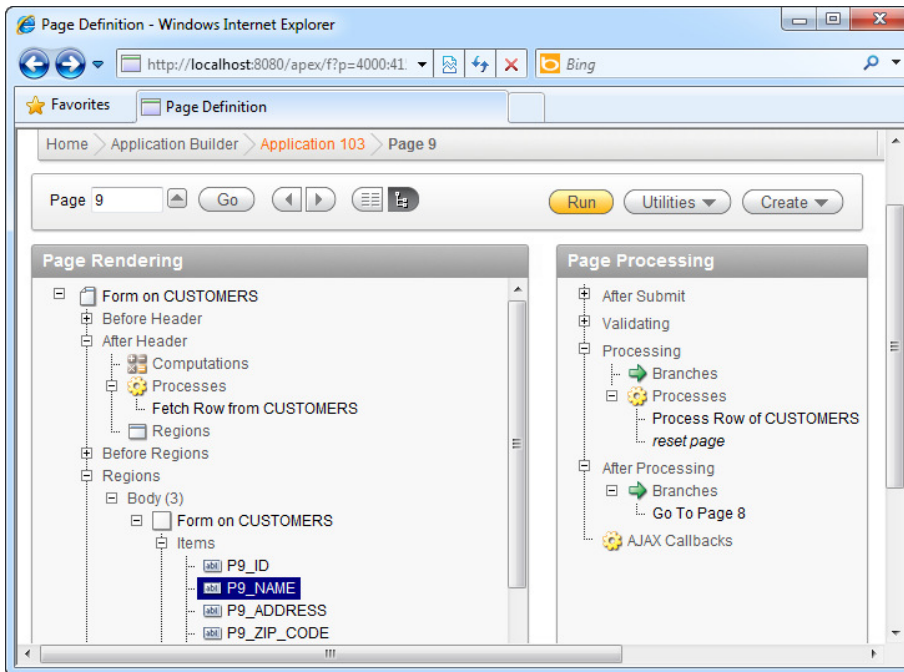 Page Definition - Windows Internet Explorer
http://localhost:8080/apex/f?p=4000:41:
Bing
Favorites
Page Definition
Home Application Builder Application 103 Page 9
Page 9 Go Run Utilities Create
Page Rendering
Form on CUSTOMERS
Before Header
After Header
Computations
Processes
Fetch Row from CUSTOMERS
Regions
Before Regions
Regions
Body (3)
Form on CUSTOMERS
Items
P9_ID
P9_NAME
P9_ADDRESS
P9_ZIP_CODE
Page Processing
After Submit
Validating
Processing
Branches
Processes
Process Row of CUSTOMERS
reset page
After Processing
Branches
Go To Page 8
AJAX Callbacks